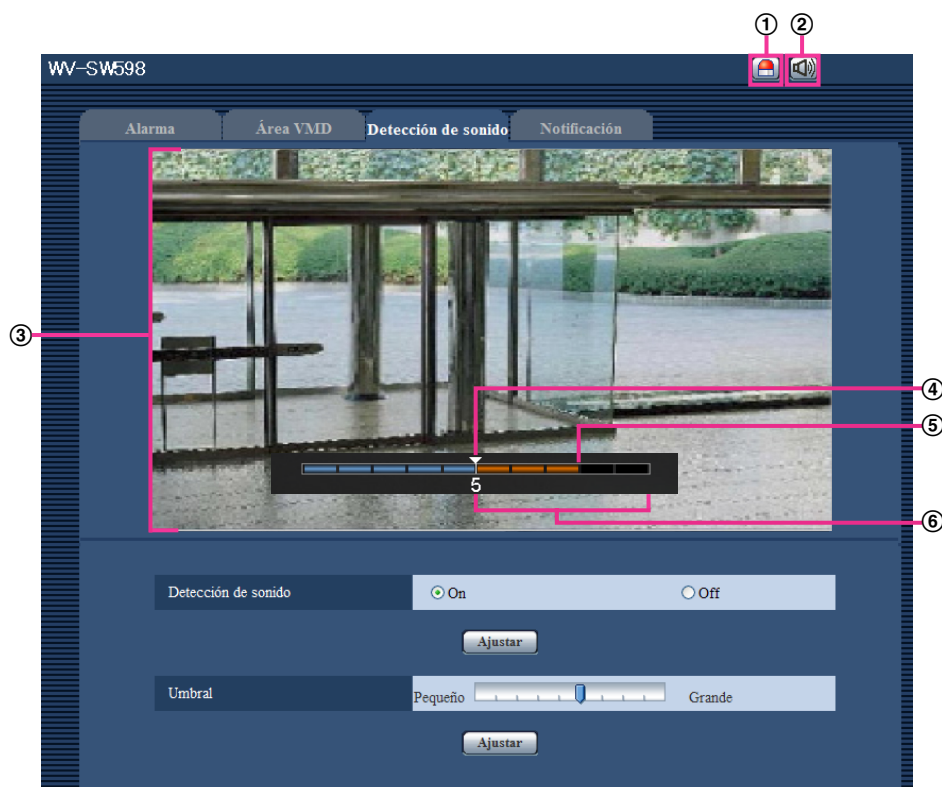 ① ②
WV-SW598
Alarma Área VMD Detección de sonido Notificación
③
④
⑤
5
⑥
Detección de sonido On Off
Ajustar
Umbral Pequeño Grande
Ajustar